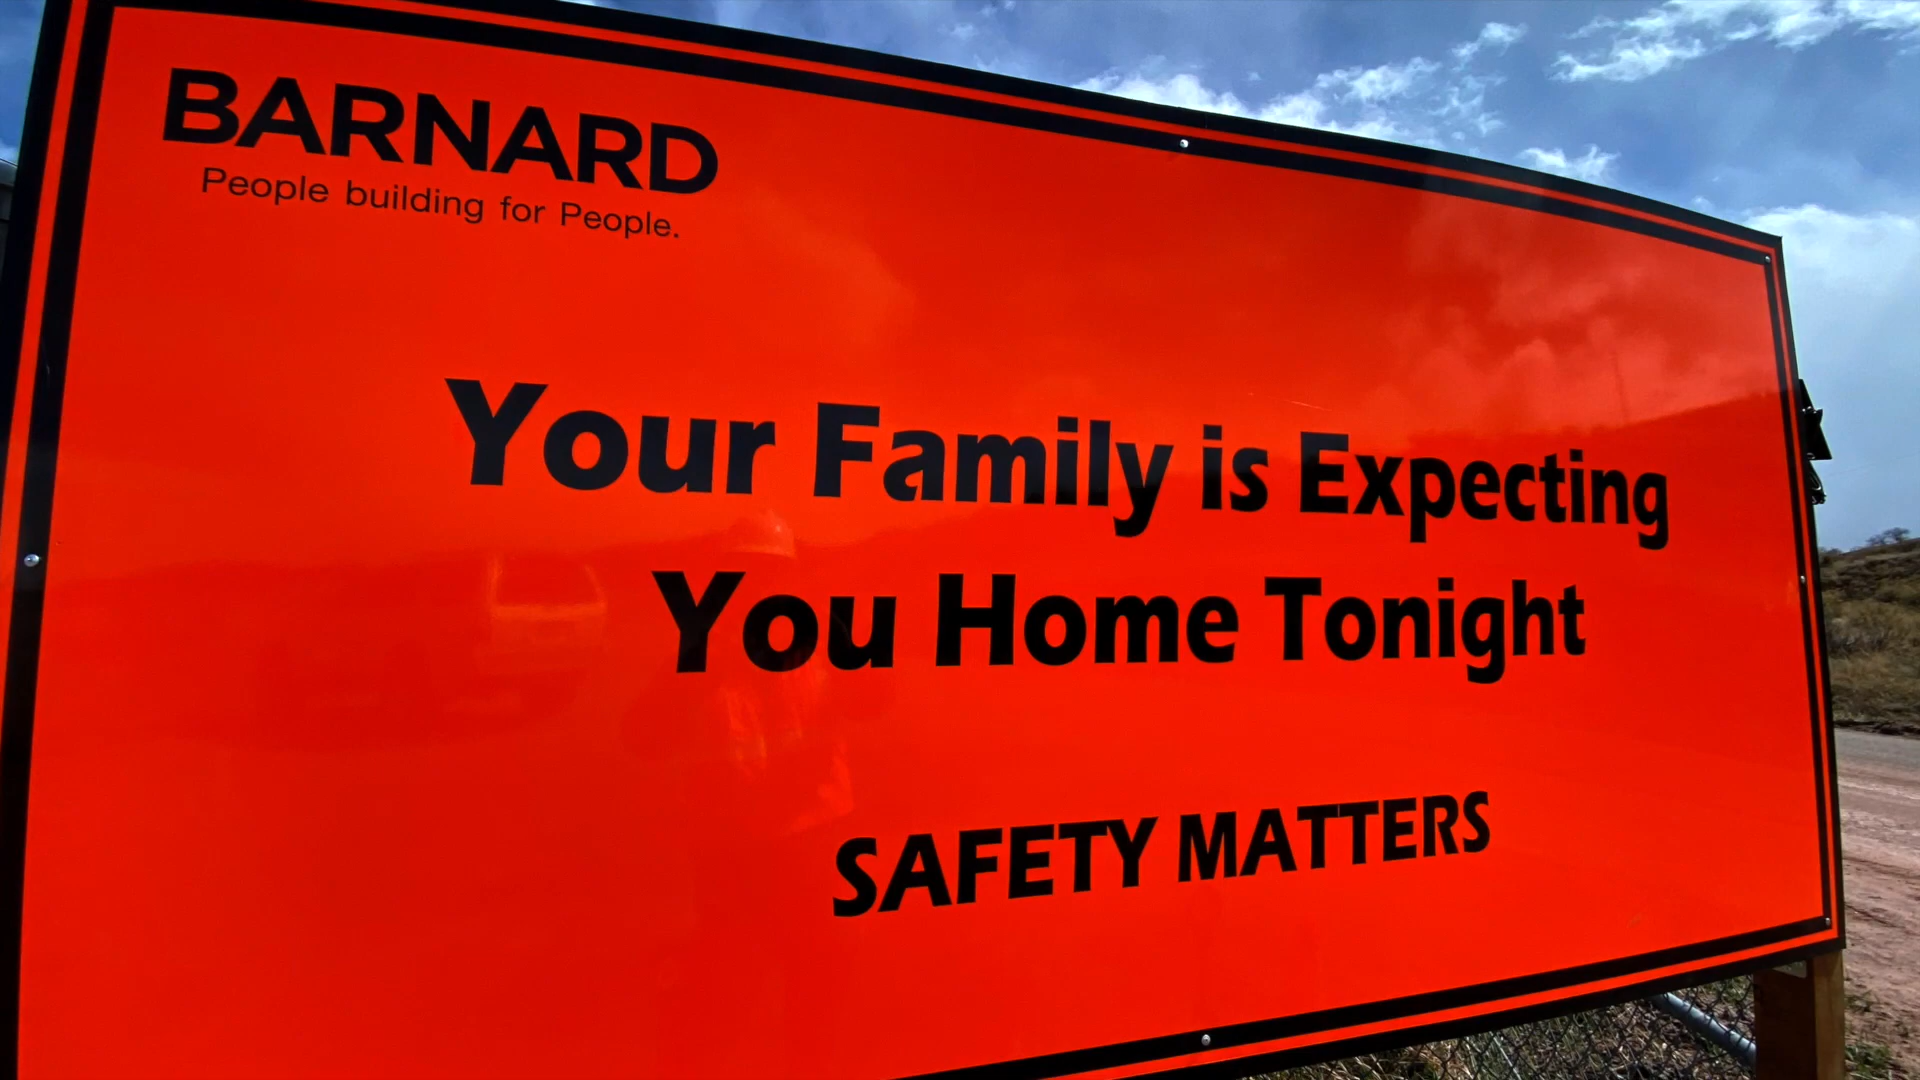 BARNARD
People building for People.
Your Family is Expecting
You Home Tonight
SAFETY MATTERS